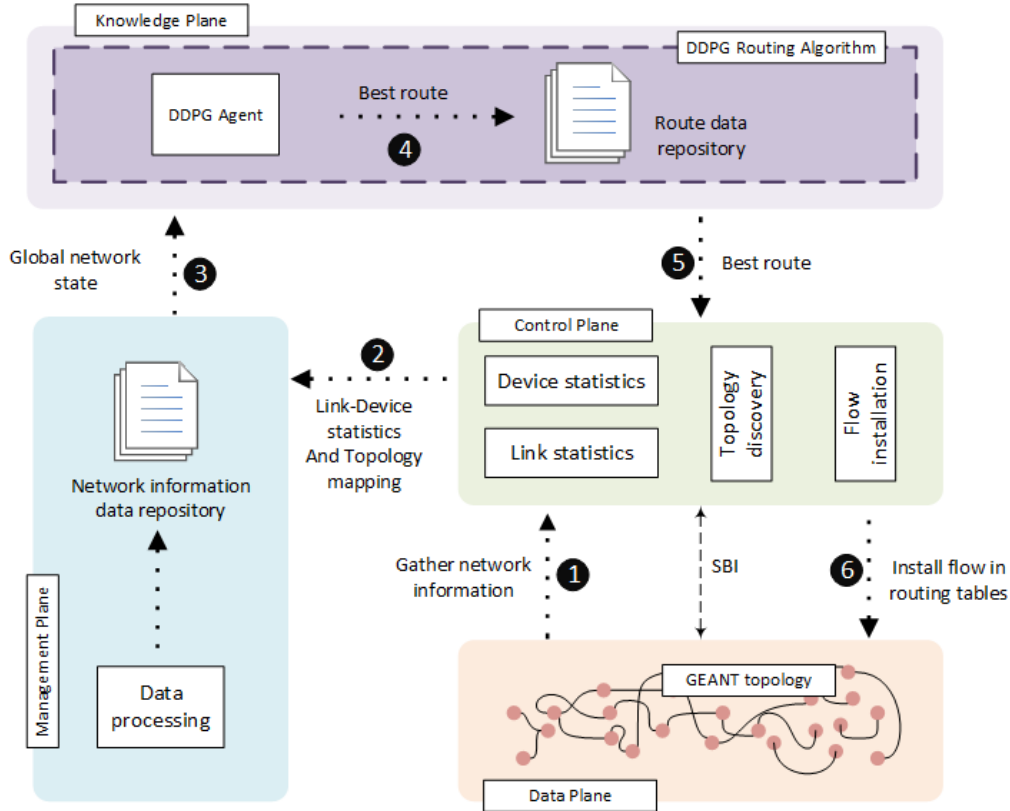 Knowledge Plane
DDPG Routing Algorithm
DDPG Agent
Best route
4
Route data
repository
Global network
state
3
5
Best route
Control Plane
Device statistics
Link statistics
Topology
discovery
Flow
installation
2
Link-Device
statistics
And Topology
mapping
Network information
data repository
Management Plane
Data
processing
Gather network
information
1
SBI
6
Install flow in
routing tables
GEANT topology
Data Plane